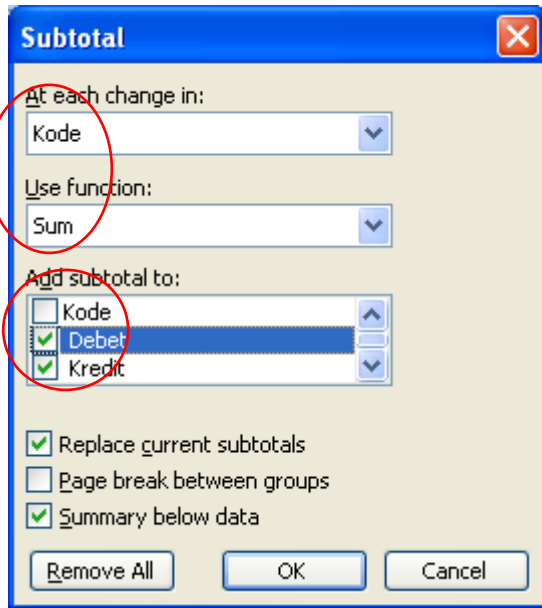 Subtotal
At each change in:
Kode
Use function:
Sum
Add subtotal to:
Kode
Debet
Kredit
Replace current subtotals
Page break between groups
Summary below data
Remove All OK Cancel